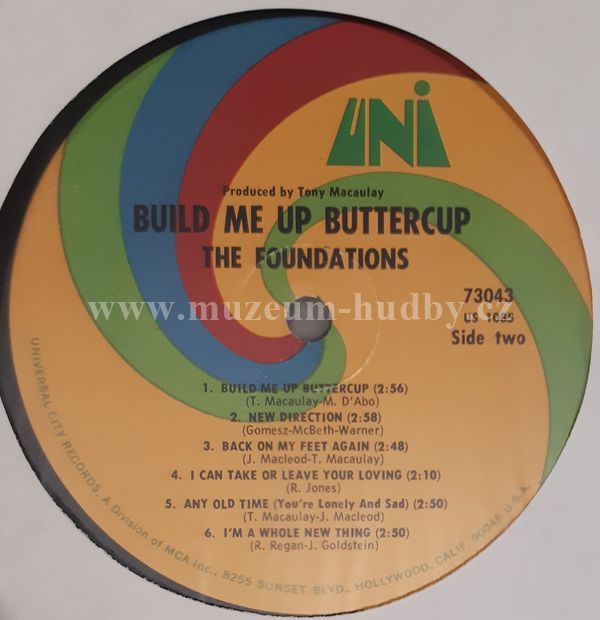 UNI
Produced by Tony Macaulay
BUILD ME UP BUTTERCUP
THE FOUNDATIONS
www.muzeum-hudby.cz
73043
US 1085
Side two
1. BUILD ME UP BUTTERCUP (2:56)
(T. Macaulay-M. D'Abo)
2. NEW DIRECTION (2:58)
(Gomesz-McBeth-Warner)
3. BACK ON MY FEET AGAIN (2:48)
(J. Macleod-T. Macaulay)
4. I CAN TAKE OR LEAVE YOUR LOVING (2:10)
(R. Jones)
5. ANY OLD TIME (You're Lonely And Sad) (2:50)
(T. Macaulay-J. Macleod)
6. I'M A WHOLE NEW THING (2:50)
(R. Regan-J. Goldstein)
UNIVERSAL CITY RECORDS, A Division of MCA Inc., 8255 SUNSET BLVD., HOLLYWOOD, CALIF. 90046 U.S.A.